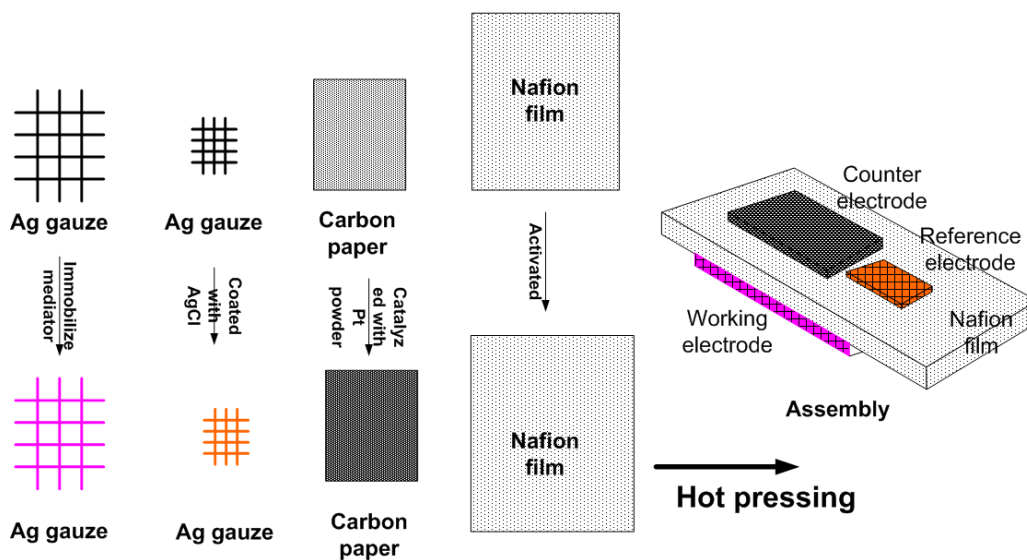 Ag gauze
Ag gauze
Carbon
paper
Nafion
film
Immobilize
mediator
Coated
with
AgCl
Catalyz
ed with
Pt
powder
Activated
Ag gauze
Ag gauze
Carbon
paper
Nafion
film
Hot pressing
Counter
electrode
Reference
electrode
Working
electrode
Nafion
film
Assembly